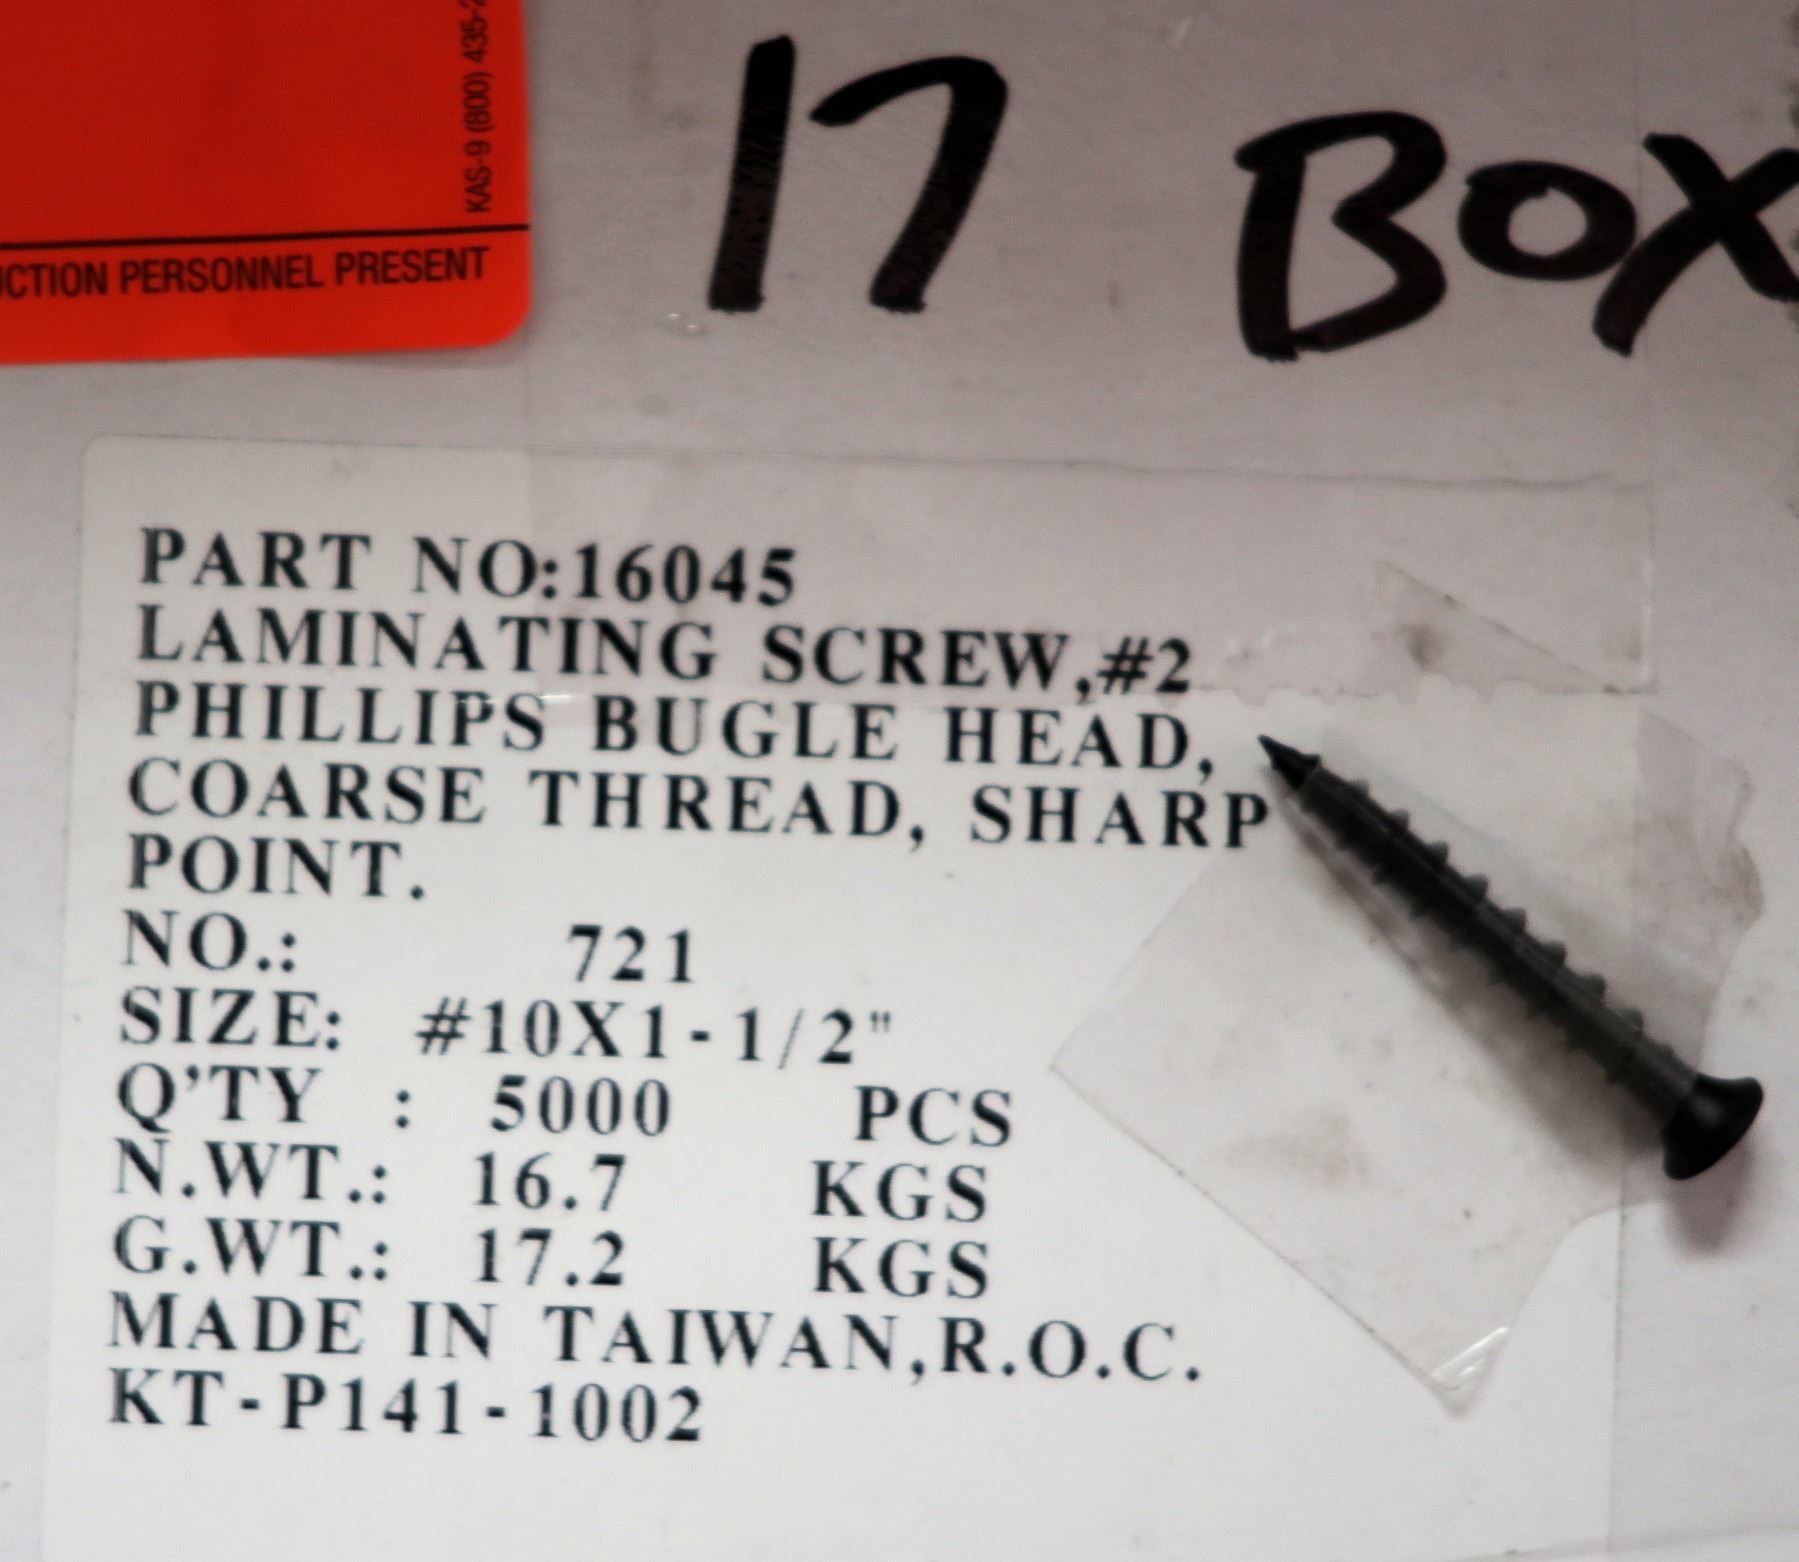 KAS-9 (800) 435-2
UCTION PERSONNEL PRESENT
17 BOX
PART NO:16045
LAMINATING SCREW,#2
PHILLIPS BUGLE HEAD,
COARSE THREAD, SHARP
POINT.
NO.: 721
SIZE: #10X1-1/2"
Q'TY : 5000 PCS
N.WT.: 16.7 KGS
G.WT.: 17.2 KGS
MADE IN TAIWAN,R.O.C.
KT-P141-1002